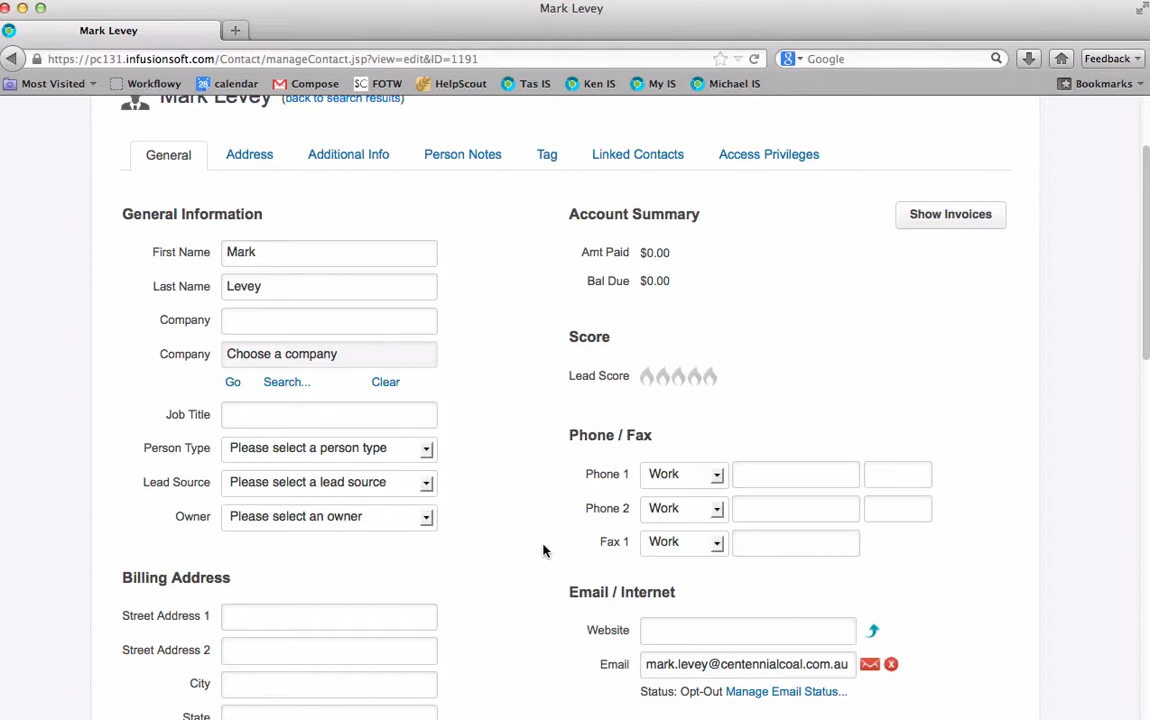 Mark Levey
Mark Levey
https://pc131.infusionsoft.com/Contact/manageContact.jsp?view=edit&ID=1191
Google
Feedback
Most Visited
Workflowy
28 calendar
Compose
SC FOTW
HelpScout
Tas IS
Ken IS
My IS
Michael IS
Bookmarks
Mark Levey (back to search results)
General
Address
Additional Info
Person Notes
Tag
Linked Contacts
Access Privileges
General Information
First Name Mark
Last Name Levey
Company
Company Choose a company
Go Search... Clear
Job Title
Person Type Please select a person type
Lead Source Please select a lead source
Owner Please select an owner
Billing Address
Street Address 1
Street Address 2
City
State
Account Summary
Show Invoices
Amt Paid $0.00
Bal Due $0.00
Score
Lead Score
Phone / Fax
Phone 1 Work
Phone 2 Work
Fax 1 Work
Email / Internet
Website
Email mark.levey@centennialcoal.com.au
Status: Opt-Out Manage Email Status...